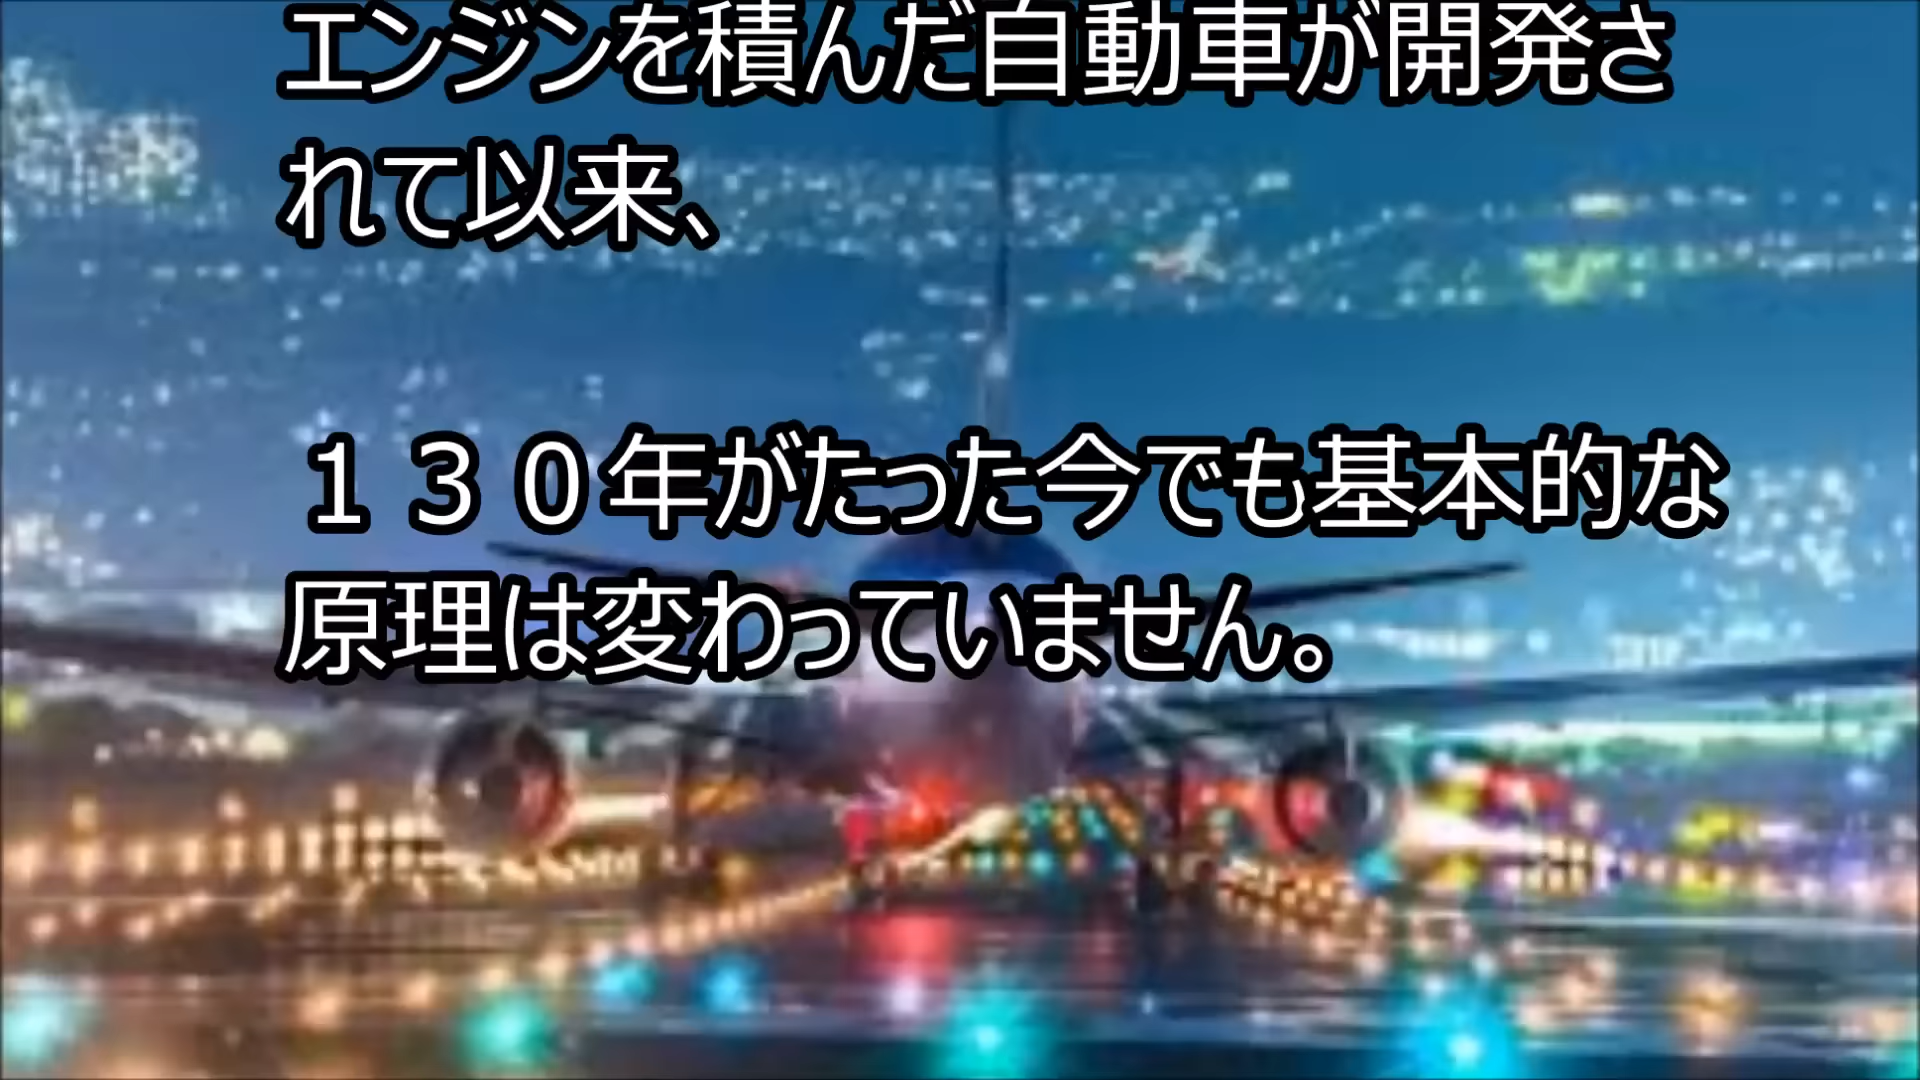 エンジンを積んだ自動車が開発さ
れて以来、
１３０年がたった今でも基本的な
原理は変わっていません。